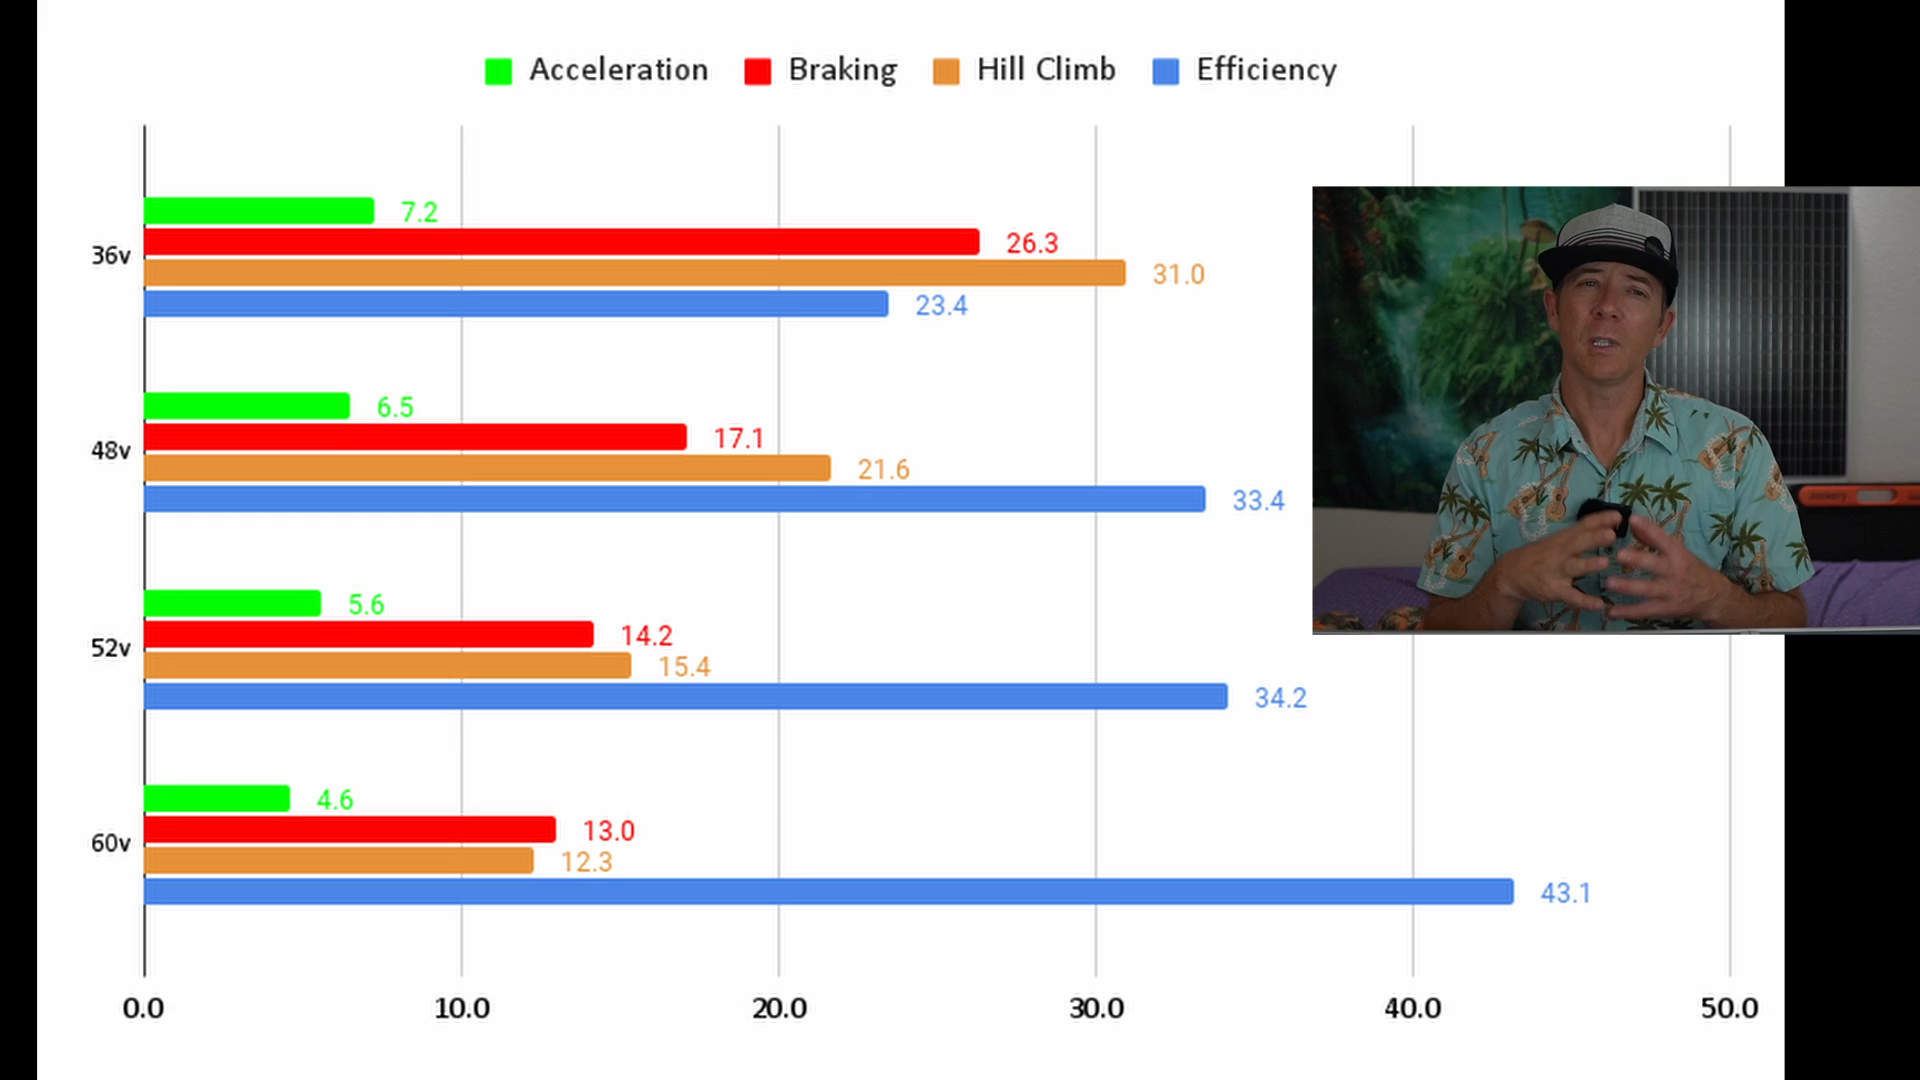 Acceleration Braking Hill Climb Efficiency
7.2
26.3
36v
31.0
23.4
6.5
17.1
48v
21.6
33.4
5.6
14.2
52v
15.4
34.2
4.6
13.0
60v
12.3
43.1
0.0 10.0 20.0 30.0 40.0 50.0
Jackery